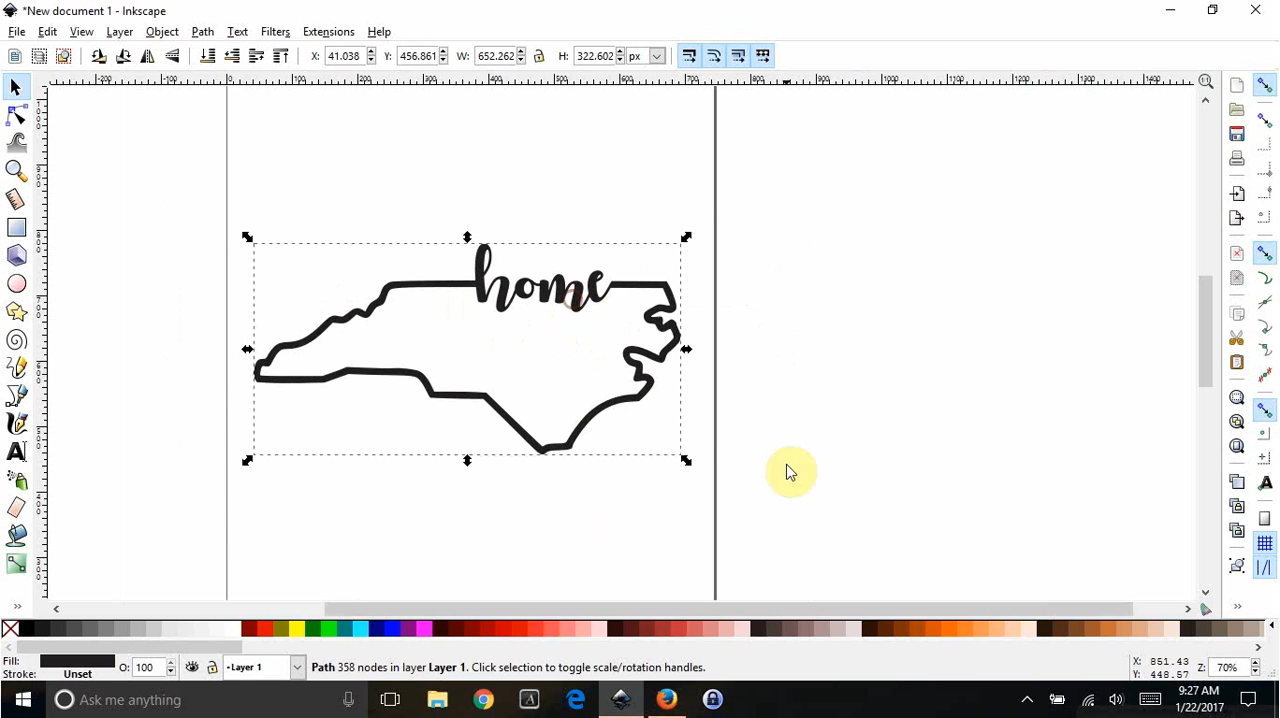 *New document 1 - Inkscape
File Edit View Layer Object Path Text Filters Extensions Help
X: 41.038 Y: 456.861 W: 652.262 H: 322.602 px
home
Fill:
Stroke: Unset
O: 100
-Layer 1
Path 358 nodes in layer Layer 1. Click selection to toggle scale/rotation handles.
X: 851.43
Y: 448.57
Z: 70%
Ask me anything
9:27 AM
1/22/2017